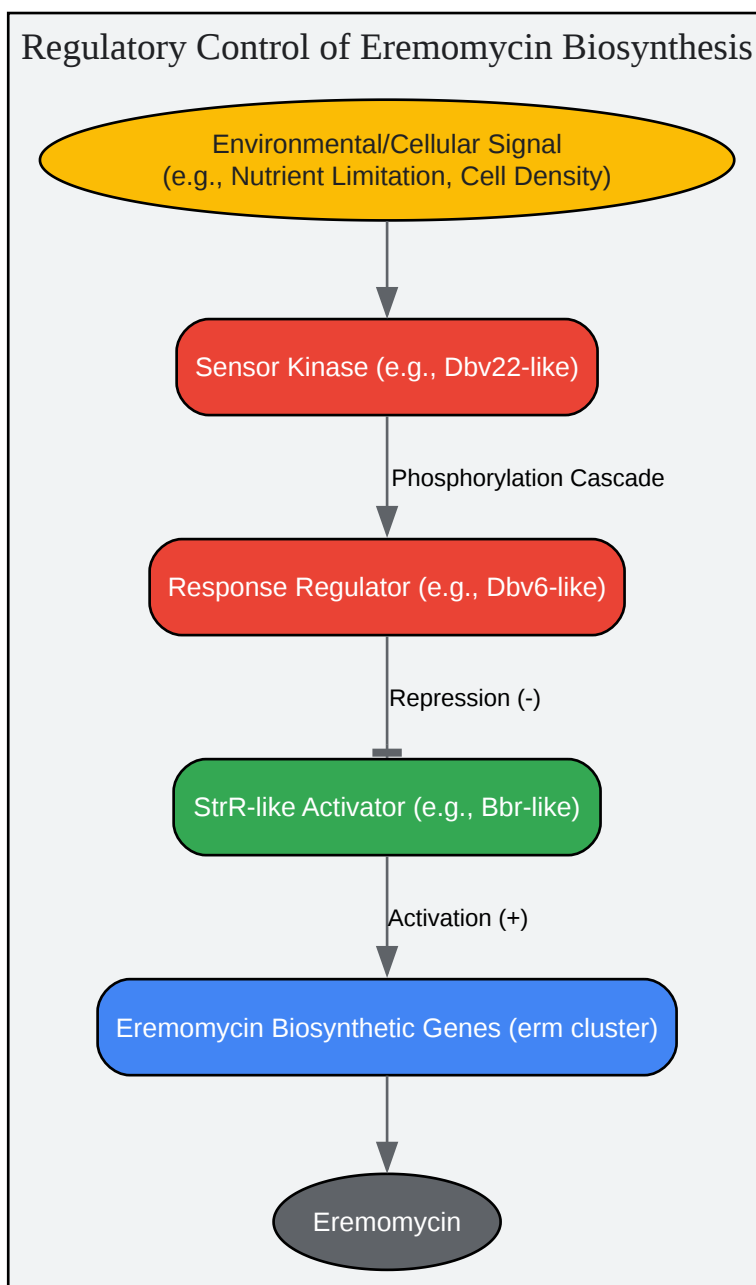 Regulatory Control of Eremomycin Biosynthesis
Environmental/Cellular Signal
(e.g., Nutrient Limitation, Cell Density)
Sensor Kinase (e.g., Dbv22-like)
Phosphorylation Cascade
Response Regulator (e.g., Dbv6-like)
Repression (-)
StrR-like Activator (e.g., Bbr-like)
Activation (+)
Eremomycin Biosynthetic Genes (erm cluster)
Eremomycin